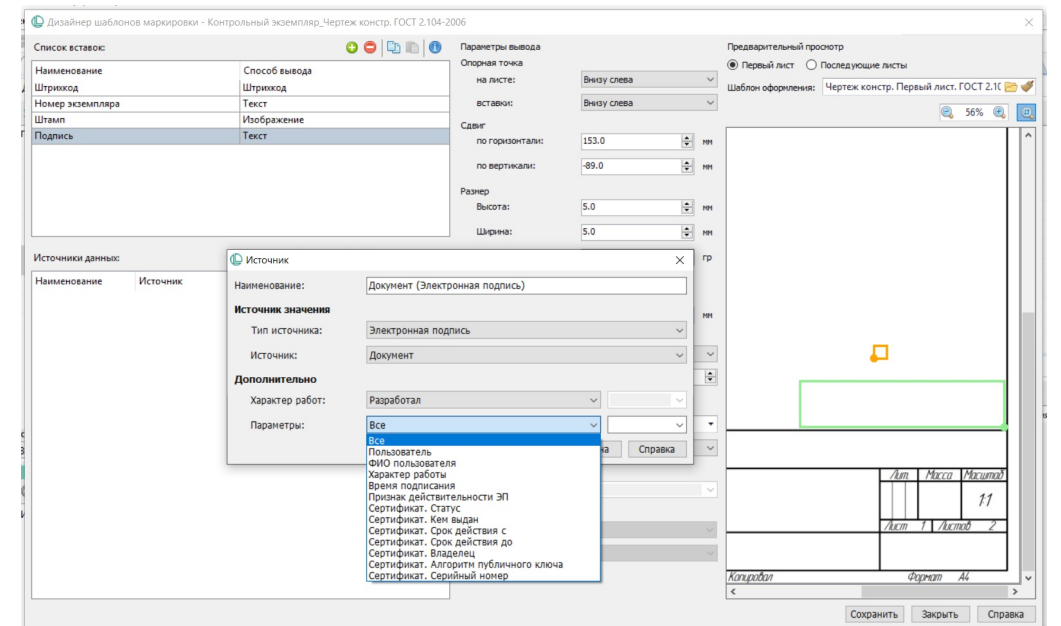 Дизайнер шаблонов маркировки - Контрольный экземпляр_Чертеж констр. ГОСТ 2.104-2006
Список вставок:
Наименование Способ вывода
Штрихкод Штрихкод
Номер экземпляра Текст
Штамп Изображение
Подпись Текст
Источники данных:
Наименование Источник
Параметры вывода
Опорная точка
на листе: Внизу слева
вставки: Внизу слева
Сдвиг
по горизонтали: 153.0 мм
по вертикали: -89.0 мм
Размер
Высота: 5.0 мм
Ширина: 5.0 мм
гр
мм
Источник
Наименование: Документ (Электронная подпись)
Источник значения
Тип источника: Электронная подпись
Источник: Документ
Дополнительно
Характер работ: Разработал
Параметры: Все
Справка
Все
Пользователь
ФИО пользователя
Характер работы
Время подписания
Признак действительности ЭП
Сертификат. Статус
Сертификат. Кем выдан
Сертификат. Срок действия с
Сертификат. Срок действия до
Сертификат. Владелец
Сертификат. Алгоритм публичного ключа
Сертификат. Серийный номер
Предварительный просмотр
Первый лист Последующие листы
Шаблон оформления: Чертеж констр. Первый лист. ГОСТ 2.1
56%
Лит. Масса Масштаб
1:1
Лист 1 Листов 2
Копировал Формат А4
Сохранить Закрыть Справка